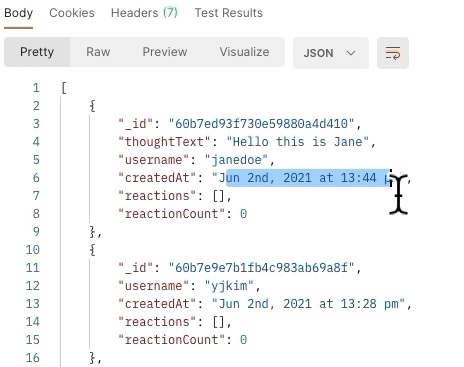 Body Cookies Headers (7) Test Results
Pretty Raw Preview Visualize JSON
1 [
2 {
3 "_id": "60b7ed93f730e59880a4d410",
4 "thoughtText": "Hello this is Jane",
5 "username": "janedoe",
6 "createdAt": "Jun 2nd, 2021 at 13:44
7 "reactions": [],
8 "reactionCount": 0
9 },
10 {
11 "_id": "60b7e9e7b1fb4c983ab69a8f",
12 "username": "yjkim",
13 "createdAt": "Jun 2nd, 2021 at 13:28 pm",
14 "reactions": [],
15 "reactionCount": 0
16 },